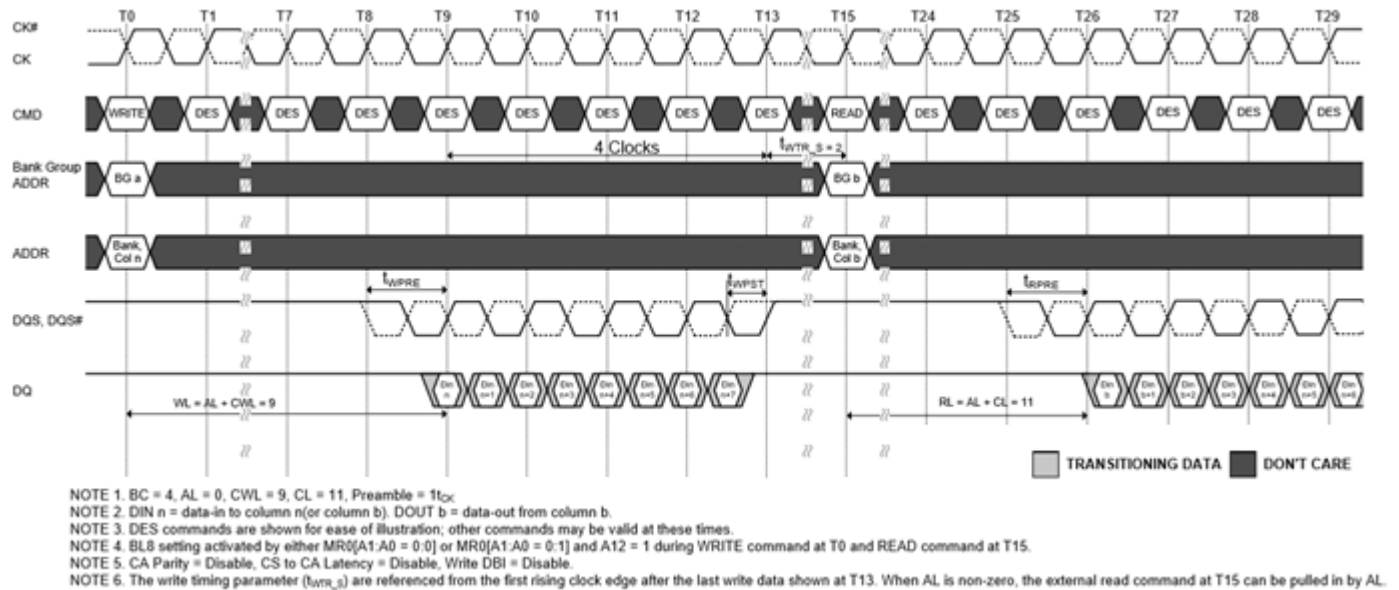 T0 T1 T7 T8 T9 T10 T11 T12 T13 T15 T24 T25 T26 T27 T28 T29
CK#
CK
CMD WRITE DES DES DES DES DES DES DES DES READ DES DES DES DES DES DES
4 Clocks tWTR_S = 2
Bank Group
ADDR BG a BG b
ADDR Bank, Col n Bank, Col b
tWPRE tWPST tRPRE
DQS, DQS#
DQ Din n Din n+1 Din n+2 Din n+3 Din n+4 Din n+5 Din n+6 Din n+7 Din b Din b+1 Din b+2 Din n+3 Din n+4 Din n+5 Din n+6
WL = AL + CWL = 9 RL = AL + CL = 11
TRANSITIONING DATA DON'T CARE
NOTE 1. BC = 4, AL = 0, CWL = 9, CL = 11, Preamble = 1tCK
NOTE 2. DIN n = data-in to column n(or column b). DOUT b = data-out from column b.
NOTE 3. DES commands are shown for ease of illustration; other commands may be valid at these times.
NOTE 4. BL8 setting activated by either MR0[A1:A0 = 0:0] or MR0[A1:A0 = 0:1] and A12 = 1 during WRITE command at T0 and READ command at T15.
NOTE 5. CA Parity = Disable, CS to CA Latency = Disable, Write DBI = Disable.
NOTE 6. The write timing parameter (tWTR_S) are referenced from the first rising clock edge after the last write data shown at T13. When AL is non-zero, the external read command at T15 can be pulled in by AL.